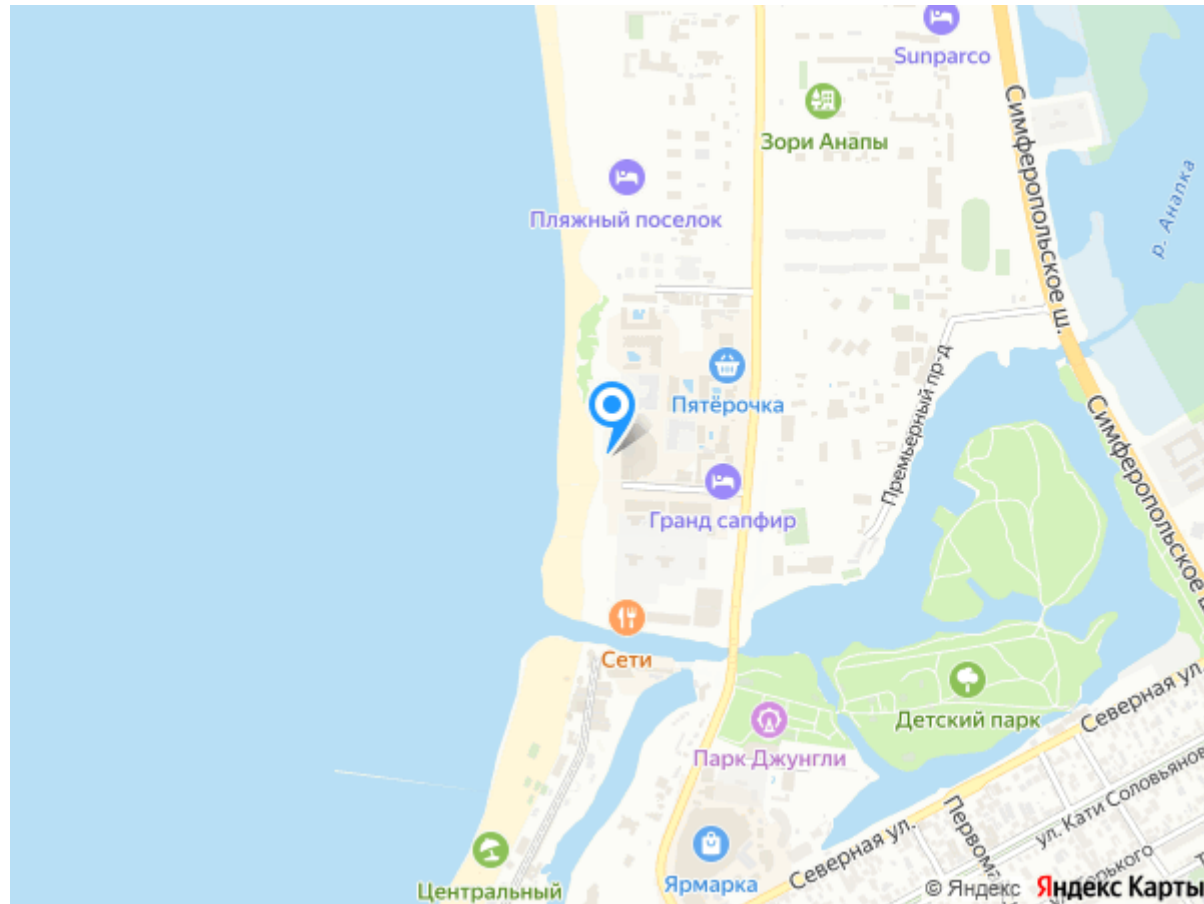 Sunparco
Зори Анапы
Симферопольское ш.
р. Анапка
Пляжный поселок
Пятёрочка
Премьерный пр-д
Симферопольское
Гранд сапфир
Сети
Детский парк
Северная ул.
Парк Джунгли
ул. Кати Соловьянов
Северная ул.
Ярмарка
Центральный
© Яндекс Яндекс Карты